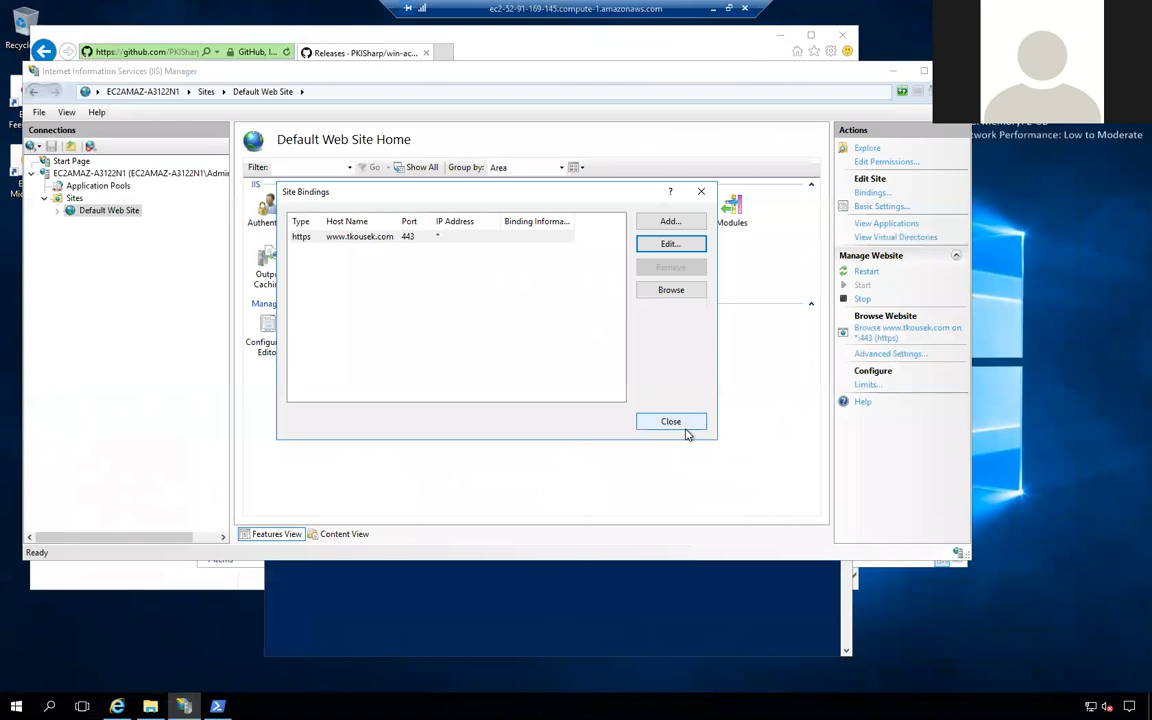 ec2-52-91-169-145.compute-1.amazonaws.com
Recyc
https://github.com/PKISharp
GitHub, I...
Releases - PKISharp/win-ac...
Internet Information Services (IIS) Manager
EC2AMAZ-A3122N1
Sites
Default Web Site
File
View
Help
work Performance: Low to Moderate
Connections
Start Page
EC2AMAZ-A3122N1 (EC2AMAZ-A3122N1\Admin
Application Pools
Sites
Default Web Site
Default Web Site Home
Filter:
Go
Show All
Group by:
Area
IIS
Authent
Output
Caching
Manag
Configu
Edito
Modules
Site Bindings
?
Type
Host Name
Port
IP Address
Binding Informa...
https
www.tkousek.com
443
*
Add...
Edit...
Remove
Browse
Close
Actions
Explore
Edit Permissions...
Edit Site
Bindings...
Basic Settings...
View Applications
View Virtual Directories
Manage Website
Restart
Start
Stop
Browse Website
Browse www.tkousek.com on
*:443 (https)
Advanced Settings...
Configure
Limits...
Help
Features View
Content View
Ready